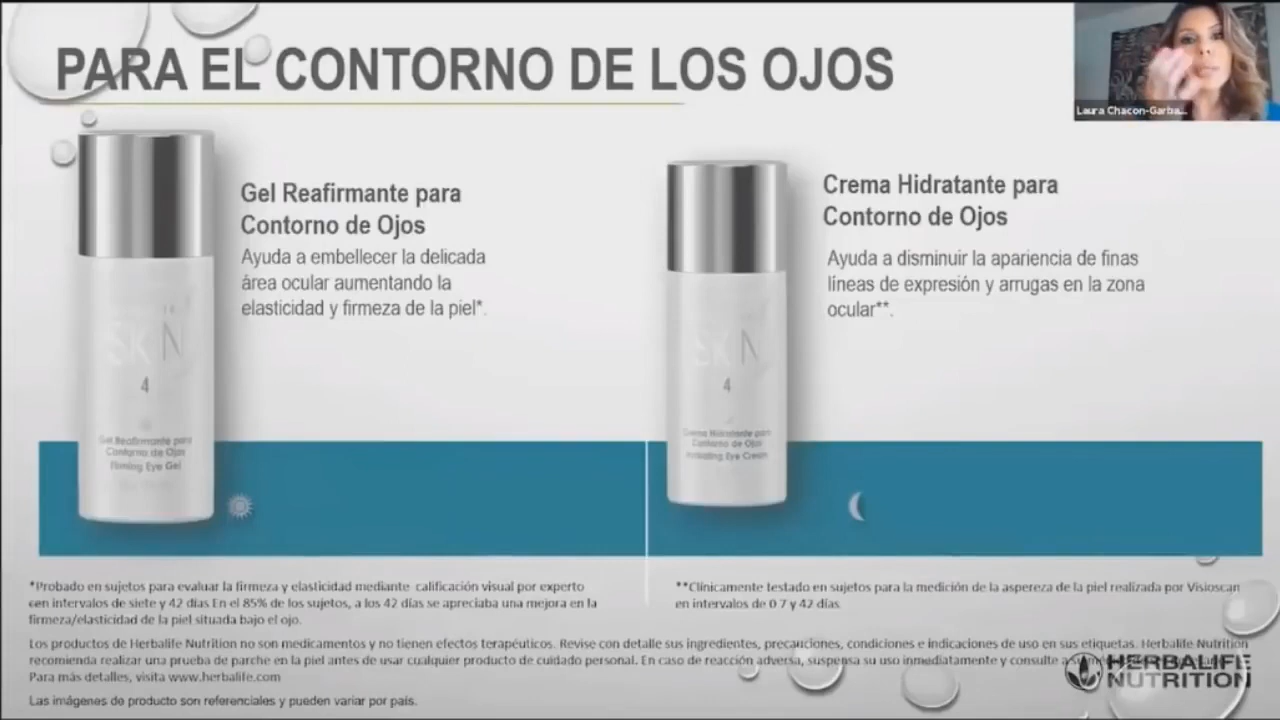 PARA EL CONTORNO DE LOS OJOS
Laura Chacon-Garba...
Gel Reafirmante para
Contorno de Ojos
Ayuda a embellecer la delicada
área ocular aumentando la
elasticidad y firmeza de la piel*.
Crema Hidratante para
Contorno de Ojos
Ayuda a disminuir la apariencia de finas
líneas de expresión y arrugas en la zona
ocular**.
SKIN
4
Gel Reafirmante para
Contorno de Ojos
Firming Eye Gel
SKIN
4
Crema Hidratante para
Contorno de Ojos
Hydrating Eye Cream
*Probado en sujetos para evaluar la firmeza y elasticidad mediante calificación visual por experto
cen intervalos de siete y 42 días En el 85% de los sujetos, a los 42 días se apreciaba una mejora en la
firmeza/elasticidad de la piel situada bajo el ojo.
**Clínicamente testado en sujetos para la medición de la aspereza de la piel realizada por Visioscan
en intervalos de 0 7 y 42 días.
Los productos de Herbalife Nutrition no son medicamentos y no tienen efectos terapéuticos. Revise con detalle sus ingredientes, precauciones, condiciones e indicaciones de uso en sus etiquetas. Herbalife Nutrition
recomienda realizar una prueba de parche en la piel antes de usar cualquier producto de cuidado personal. En caso de reacción adversa, suspensa su uso inmediatamente y consulte a
Para más detalles, visita www.herbalife.com
Las imágenes de producto son referenciales y pueden variar por país.
HERBALIFE
NUTRITION